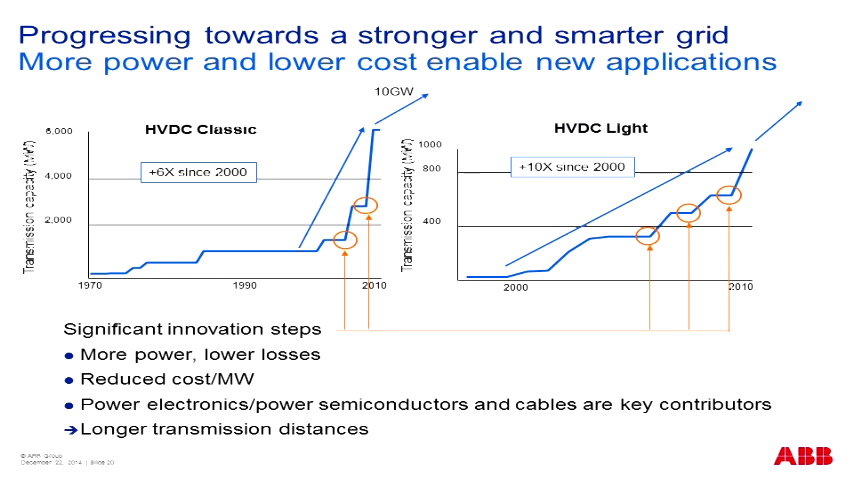 Progressing towards a stronger and smarter grid
More power and lower cost enable new applications
10GW
HVDC Classic
+6X since 2000
Transmission capacity (MW)
6,000
4,000
2,000
1970
1990
2010
HVDC Light
+10X since 2000
Transmission capacity (MW)
1000
800
400
2000
2010
Significant innovation steps
● More power, lower losses
● Reduced cost/MW
● Power electronics/power semiconductors and cables are key contributors
➔ Longer transmission distances
© ABB Group
December 22, 2014 | Slide 20
ABB